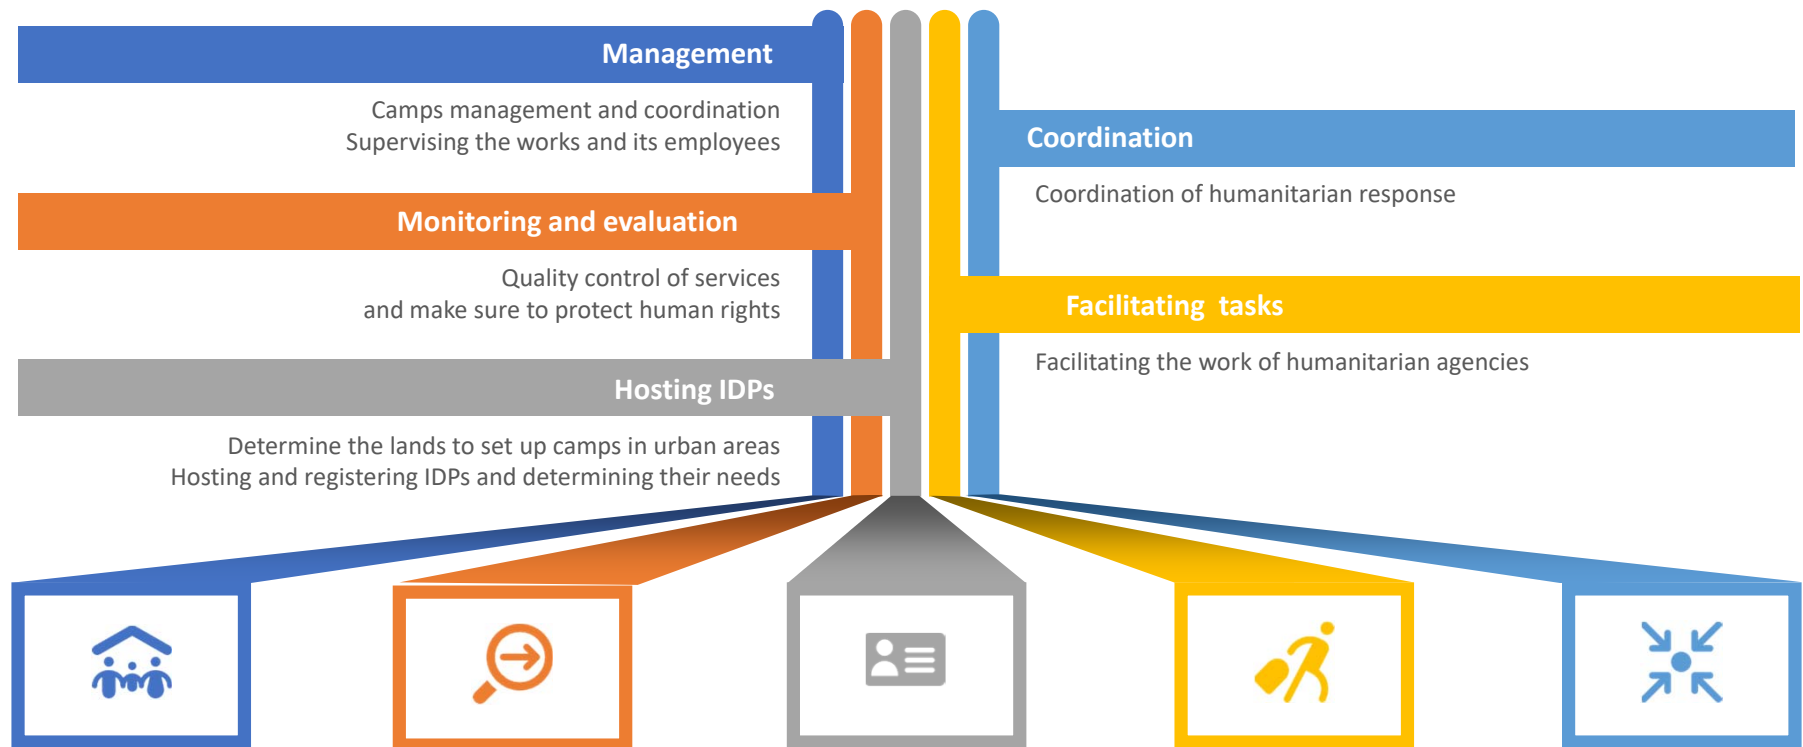 Management
Camps management and coordination
Supervising the works and its employees
Monitoring and evaluation
Quality control of services
and make sure to protect human rights
Hosting IDPs
Determine the lands to set up camps in urban areas
Hosting and registering IDPs and determining their needs
Coordination
Coordination of humanitarian response
Facilitating  tasks
Facilitating the work of humanitarian agencies